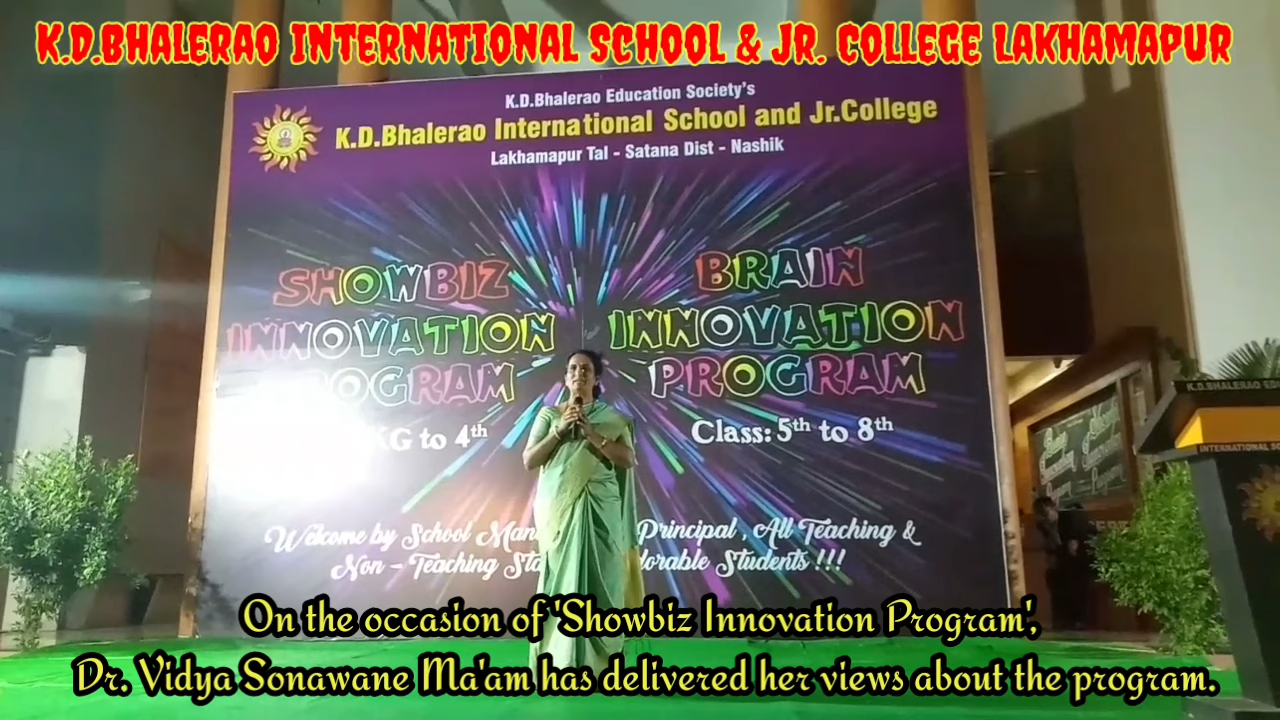 K.D.BHALERAO INTERNATIONAL SCHOOL & JR. COLLEGE LAKHAMAPUR
K.D.Bhalerao Education Society's
K.D.Bhalerao International School and Jr.College
Lakhamapur Tal - Satana Dist - Nashik
SHOWBIZ
INNOVATION
PROGRAM
KG to 4th
BRAIN
INNOVATION
PROGRAM
Class: 5th to 8th
Welcome by School Principal , All Teaching &
Non - Teaching Students !!!
K.D.BHALERAO
INTERNATIONAL
On the occasion of 'Showbiz Innovation Program',
Dr. Vidya Sonawane Ma'am has delivered her views about the program.